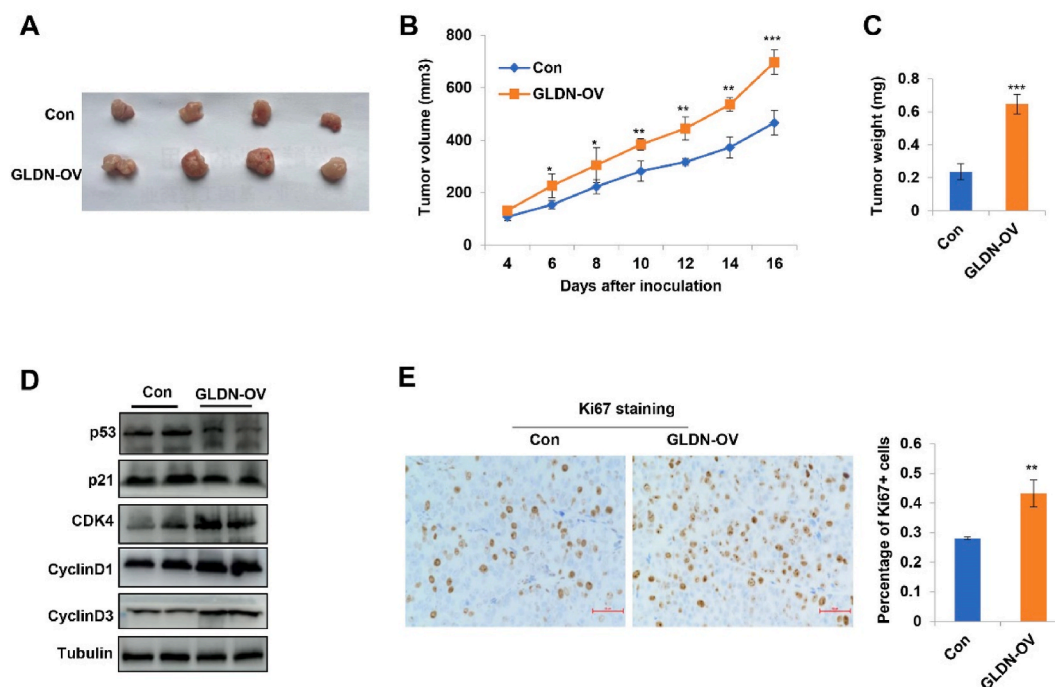 A
Con
GLDN-OV
B
Tumor volume (mm3)
800
600
400
200
0
Con
GLDN-OV
*
*
**
**
**
***
4 6 8 10 12 14 16
Days after inoculation
C
Tumor weight (mg)
0.8
0.6
0.4
0.2
0
***
Con
GLDN-OV
D
Con GLDN-OV
p53
p21
CDK4
CyclinD1
CyclinD3
Tubulin
E
Ki67 staining
Con GLDN-OV
Percentage of Ki67+ cells
0.6
0.5
0.4
0.3
0.2
0.1
0
**
Con
GLDN-OV